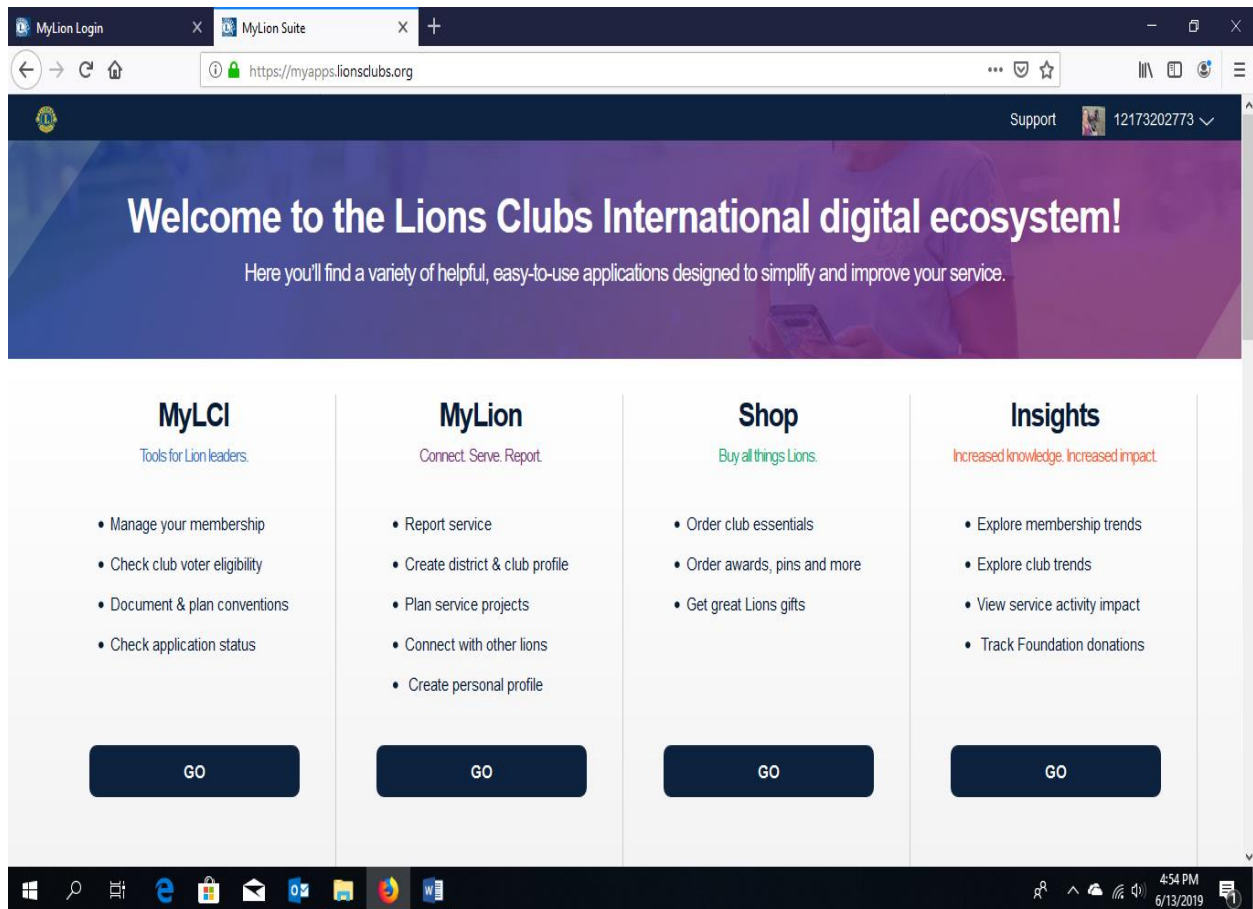 MyLion Login
MyLion Suite
https://myapps.lionsclubs.org
Support 12173202773
Welcome to the Lions Clubs International digital ecosystem!
Here you'll find a variety of helpful, easy-to-use applications designed to simplify and improve your service.
MyLCI
Tools for Lion leaders.
• Manage your membership
• Check club voter eligibility
• Document & plan conventions
• Check application status
GO
MyLion
Connect. Serve. Report.
• Report service
• Create district & club profile
• Plan service projects
• Connect with other lions
• Create personal profile
GO
Shop
Buy all things Lions.
• Order club essentials
• Order awards, pins and more
• Get great Lions gifts
GO
Insights
Increased knowledge. Increased impact.
• Explore membership trends
• Explore club trends
• View service activity impact
• Track Foundation donations
GO
4:54 PM
6/13/2019
1